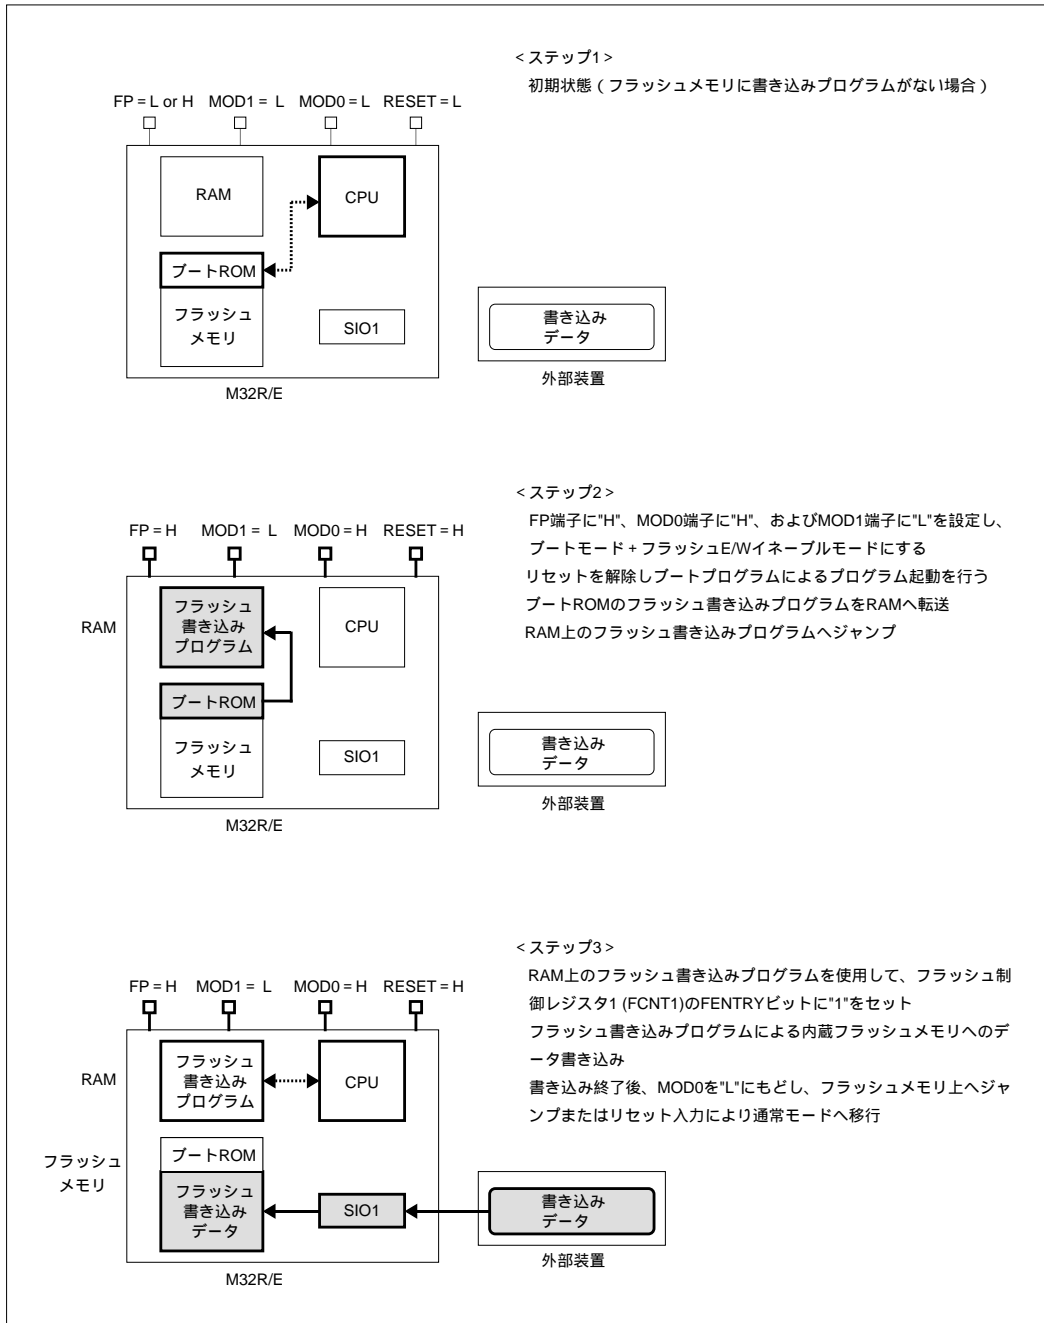 <ステップ1>
初期状態(フラッシュメモリに書き込みプログラムがない場合)
FP = L or H MOD1 = L MOD0 = L RESET = L
RAM
CPU
ブートROM
フラッシュ
メモリ
SIO1
M32R/E
書き込み
データ
外部装置
<ステップ2>
FP端子に"H"、MOD0端子に"H"、およびMOD1端子に"L"を設定し、
ブートモード+フラッシュE/Wイネーブルモードにする
リセットを解除しブートプログラムによるプログラム起動を行う
ブートROMのフラッシュ書き込みプログラムをRAMへ転送
RAM上のフラッシュ書き込みプログラムへジャンプ
FP = H MOD1 = L MOD0 = H RESET = H
RAM
フラッシュ
書き込み
プログラム
CPU
ブートROM
フラッシュ
メモリ
SIO1
M32R/E
書き込み
データ
外部装置
<ステップ3>
RAM上のフラッシュ書き込みプログラムを使用して、フラッシュ制
御レジスタ1 (FCNT1)のFENTRYビットに"1"をセット
フラッシュ書き込みプログラムによる内蔵フラッシュメモリへのデ
ータ書き込み
書き込み終了後、MOD0を"L"にもどし、フラッシュメモリ上へジャ
ンプまたはリセット入力により通常モードへ移行
FP = H MOD1 = L MOD0 = H RESET = H
RAM
フラッシュ
書き込み
プログラム
CPU
フラッシュ
メモリ
ブートROM
フラッシュ
書き込み
データ
SIO1
M32R/E
書き込み
データ
外部装置